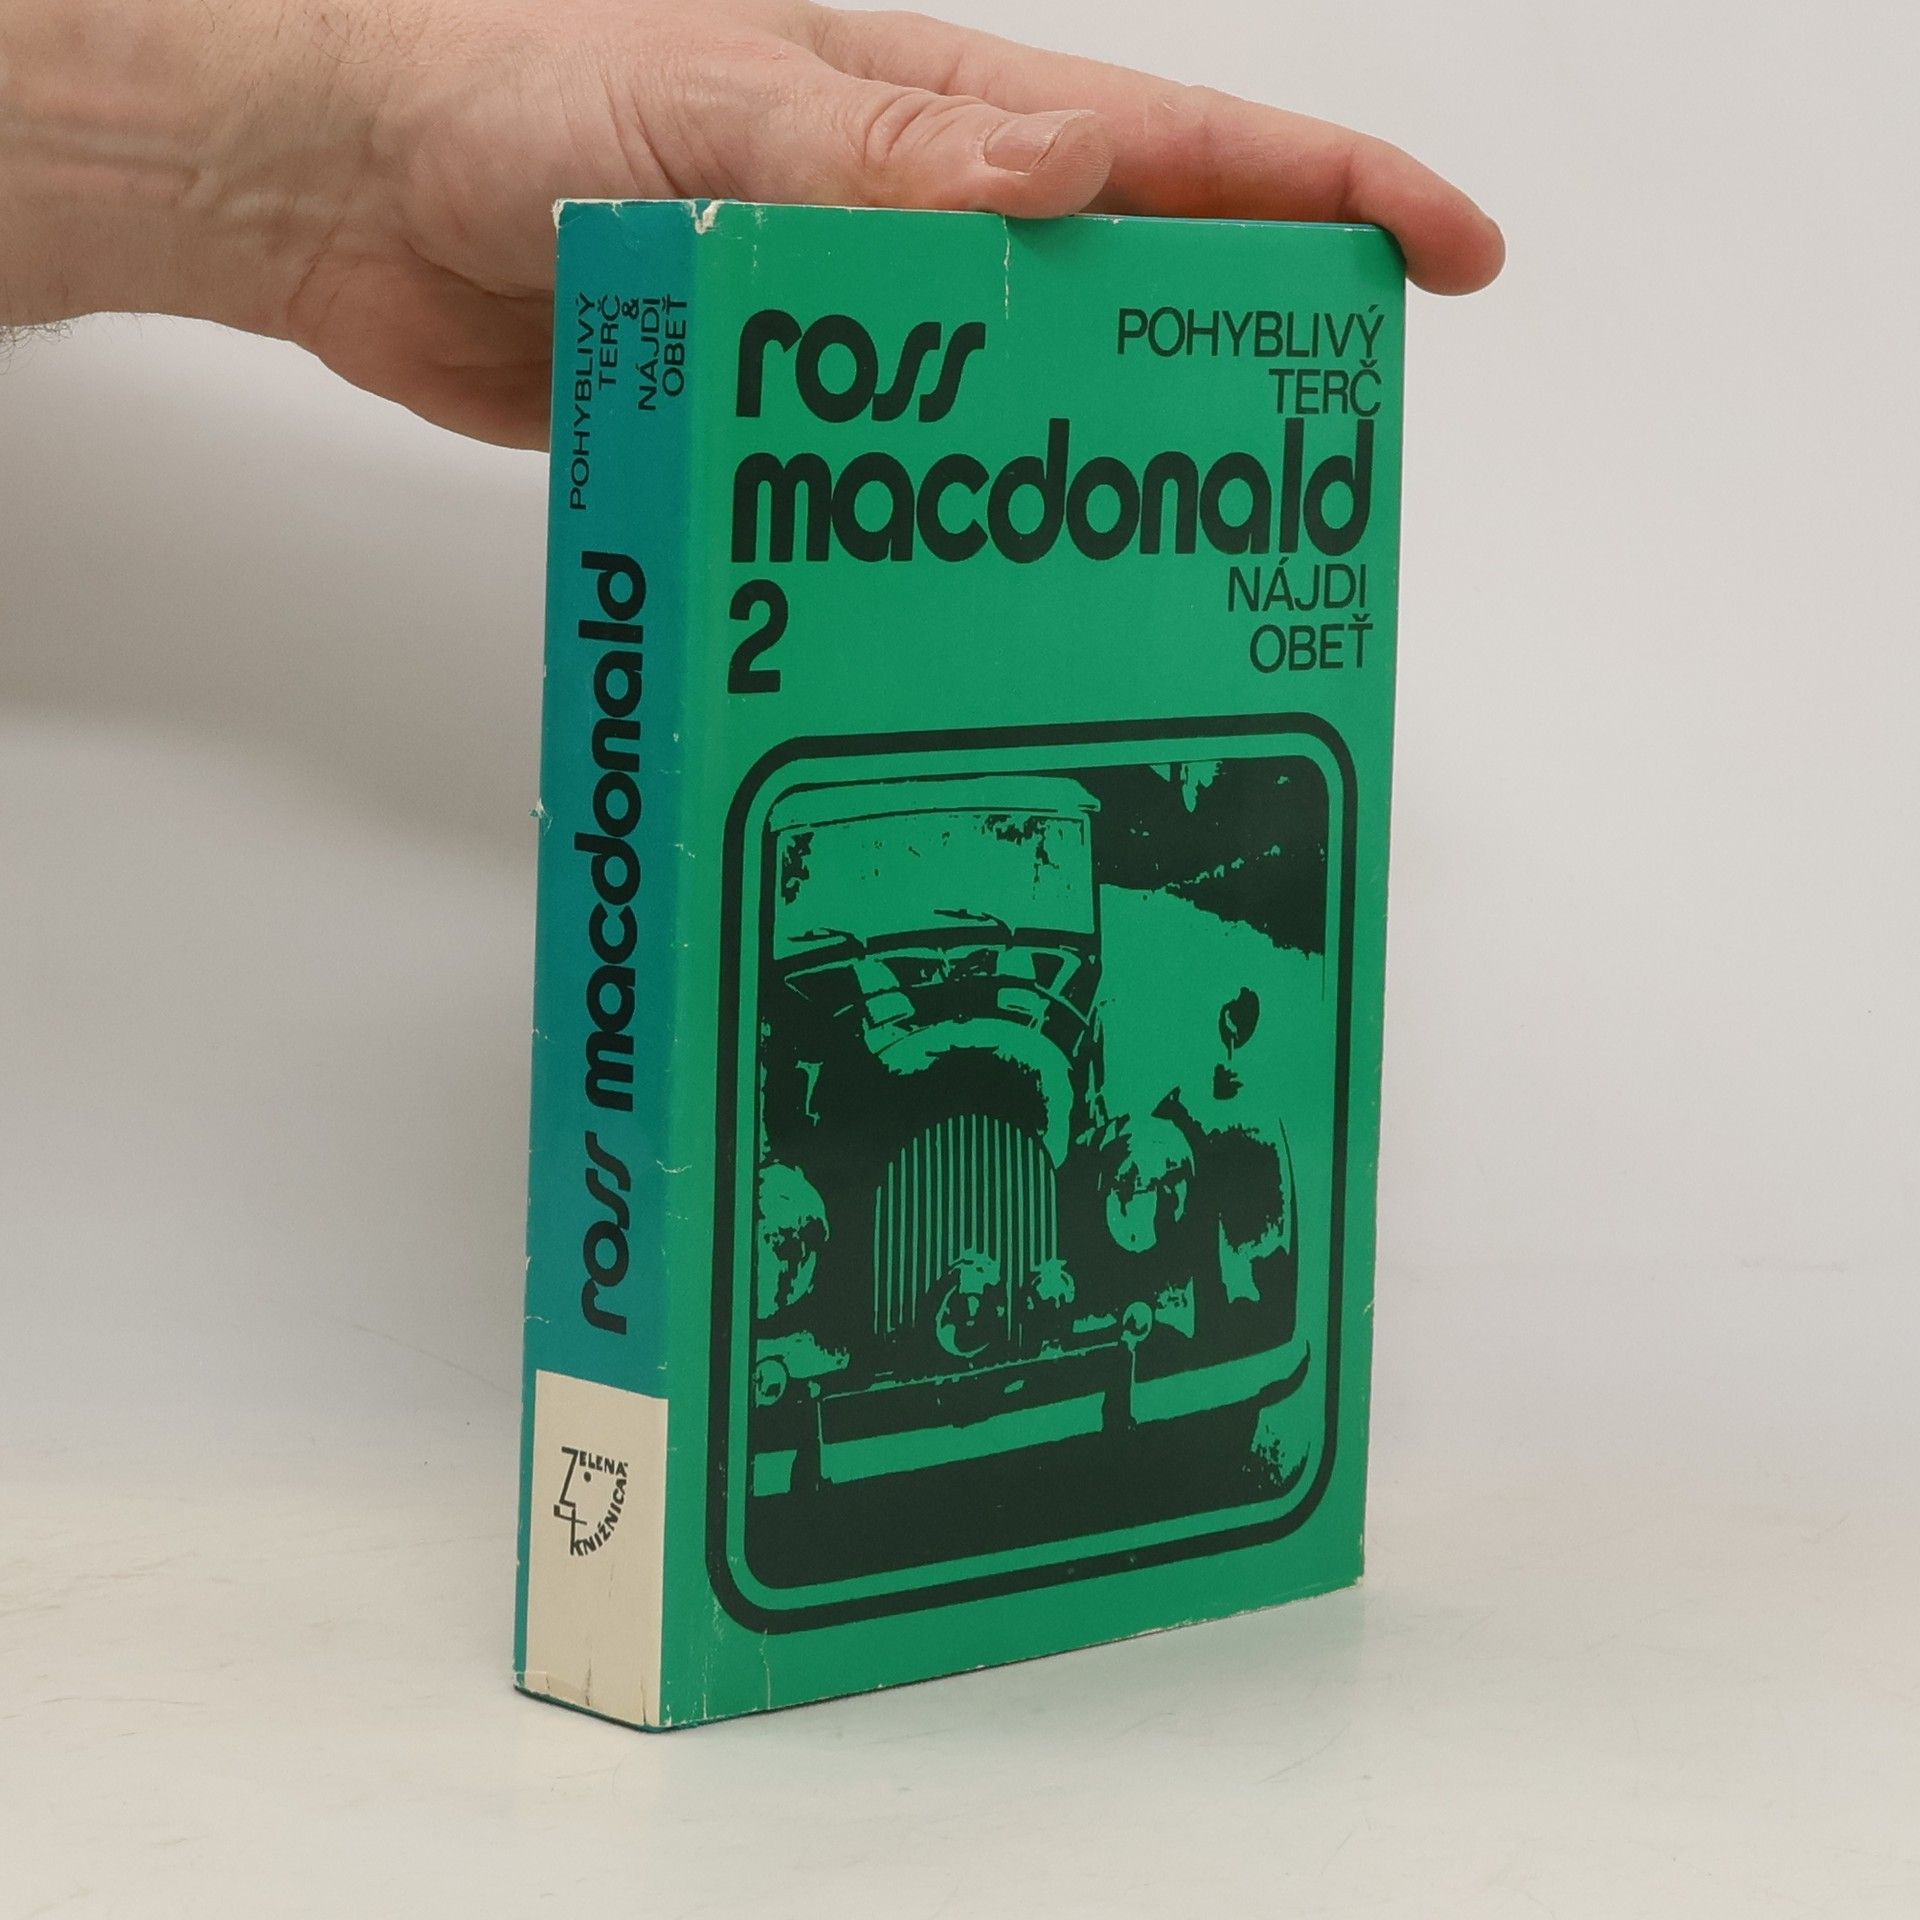 ross
POHYBLIVÝ
TERČ
macdonald
2
NÁJDI
OBEŤ
POHYBLIVÝ
TERČ
&
NÁJDI
OBEŤ
ross macdonald
ZELENÁ
KNIŽNICA